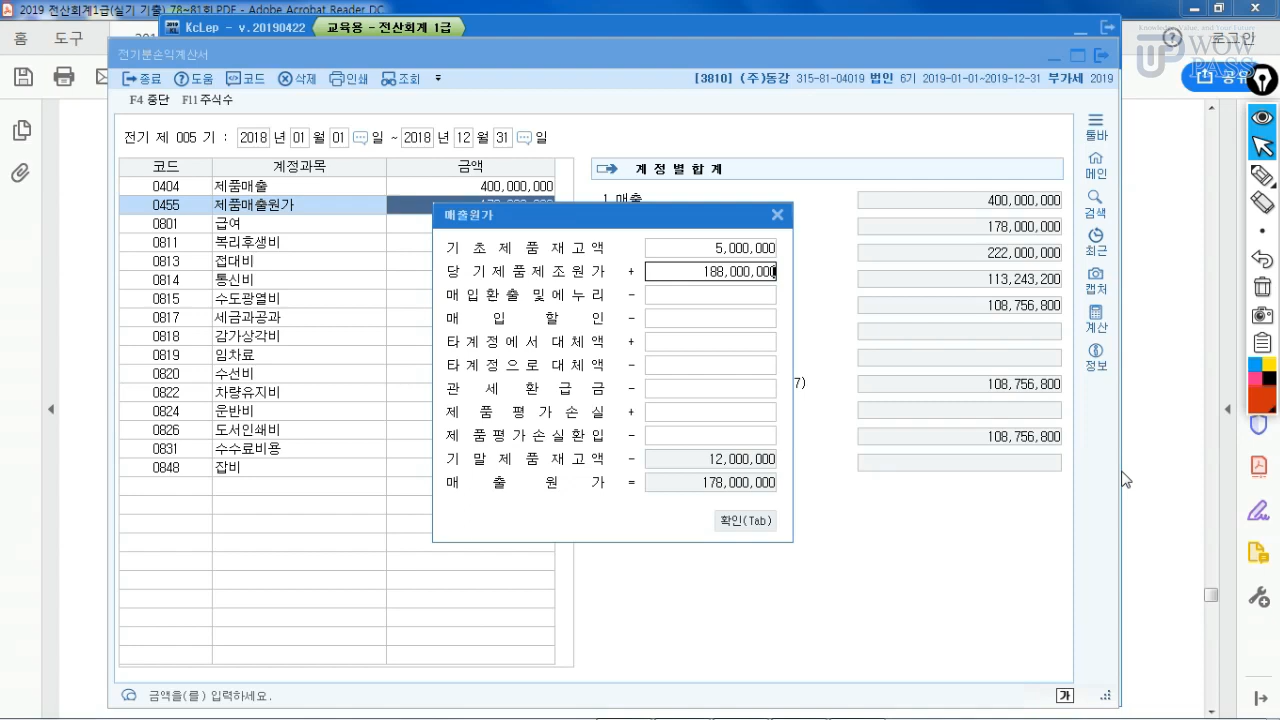 2019 전산회계1급(실기 기출) 78-81회.PDF - Adobe Acrobat Reader DC
홈 도구
로그인
공유
Knowledge, Value, and Your Future
UP WOW PASS
KcLep - v.20190422 교육용 - 전산회계 1급
전기분손익계산서
종료 도움 코드 삭제 인쇄 조회
[3810] (주)동강 315-81-04019 법인 6기 2019-01-01~2019-12-31 부가세 2019
F4 중단 F11 주식수
전기 제 005 기 : 2018 년 01 월 01 일 ~ 2018 년 12 월 31 일
코드 계정과목 금액
0404 제품매출 400,000,000
0455 제품매출원가
0801 급여
0811 복리후생비
0813 접대비
0814 통신비
0815 수도광열비
0817 세금과공과
0818 감가상각비
0819 임차료
0820 수선비
0822 차량유지비
0824 운반비
0826 도서인쇄비
0831 수수료비용
0848 잡비
계 정 별 합 계
1.매출 400,000,000
178,000,000
222,000,000
113,243,200
108,756,800
7) 108,756,800
108,756,800
매출원가
기 초 제 품 재 고 액 5,000,000
당 기 제 품 제 조 원 가 + 188,000,000
매 입 환 출 및 에 누 리 -
매 입 할 인 -
타 계 정 에 서 대 체 액 +
타 계 정 으 로 대 체 액 -
관 세 환 급 금 -
제 품 평 가 손 실 +
제 품 평 가 손 실 환 입 -
기 말 제 품 재 고 액 - 12,000,000
매 출 원 가 = 178,000,000
확인(Tab)
툴바
메인
검색
최근
캡처
계산
정보
금액을(를) 입력하세요.
가